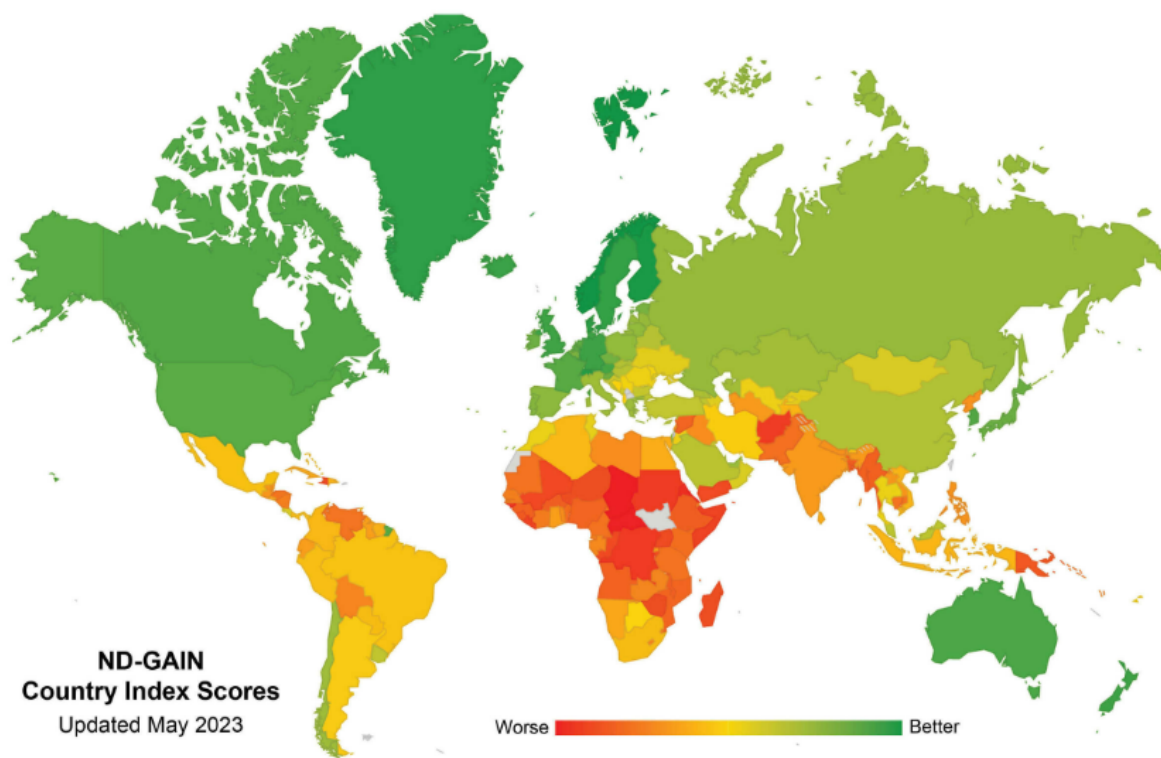 ND-GAIN
Country Index Scores
Updated May 2023
Worse
Better